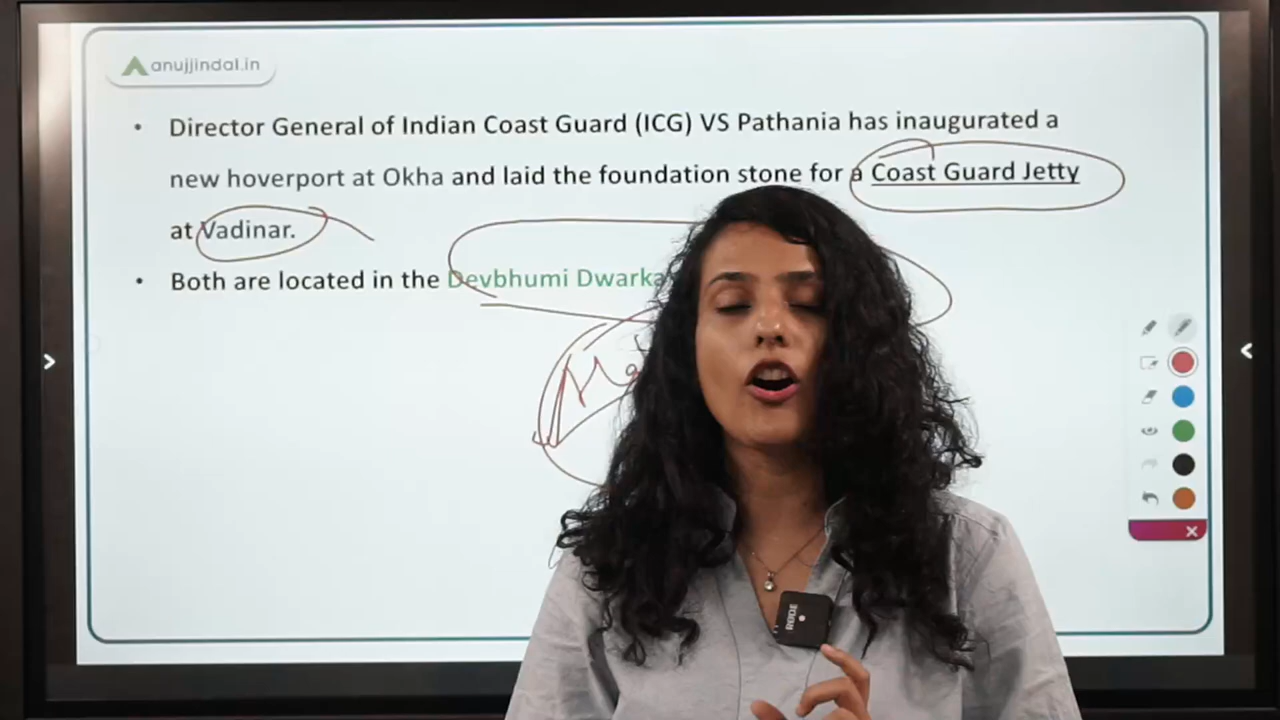 anujjindal.in
Director General of Indian Coast Guard (ICG) VS Pathania has inaugurated a
new hoverport at Okha and laid the foundation stone for a Coast Guard Jetty
at Vadinar.
Both are located in the Devbhumi Dwarka
RØDE